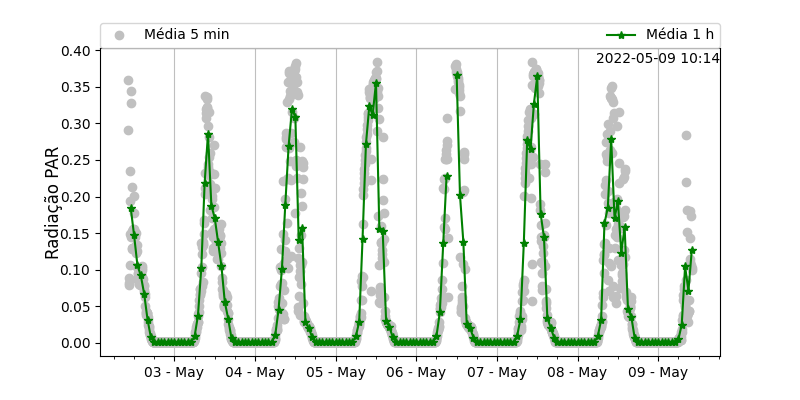 Média 5 min
Média 1 h
2022-05-09 10:14
Radiação PAR
0.40
0.35
0.30
0.25
0.20
0.15
0.10
0.05
0.00
03 - May
04 - May
05 - May
06 - May
07 - May
08 - May
09 - May